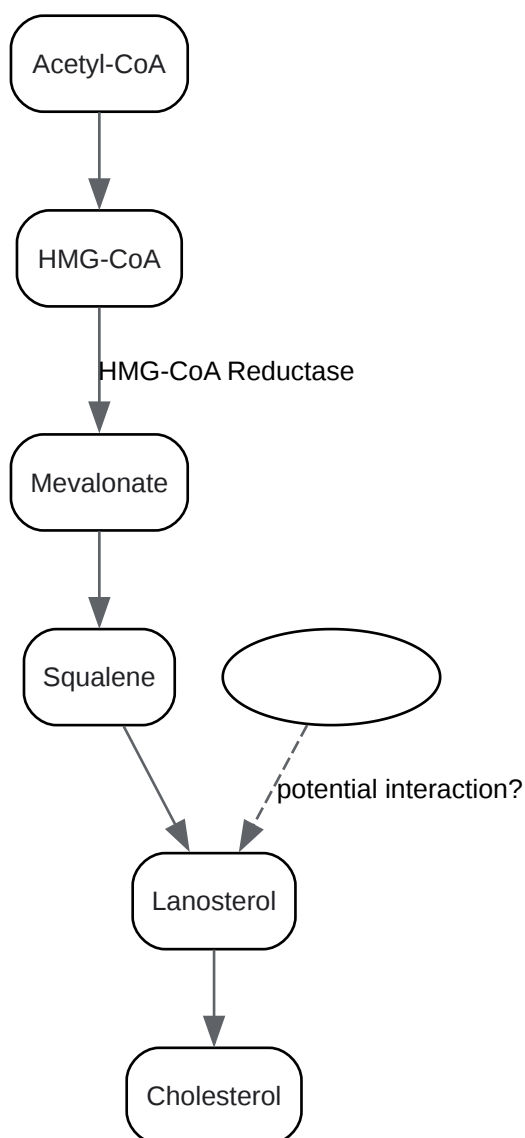 Acetyl-CoA
HMG-CoA
HMG-CoA Reductase
Mevalonate
Squalene
potential interaction?
Lanosterol
Cholesterol